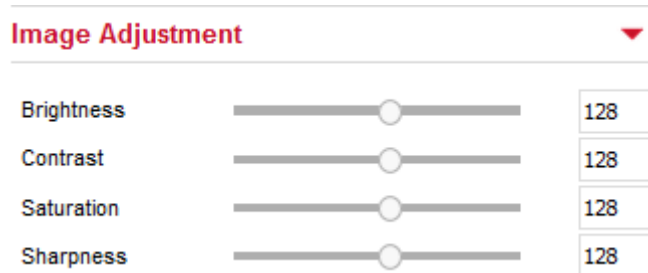 Image Adjustment
Brightness 128
Contrast 128
Saturation 128
Sharpness 128